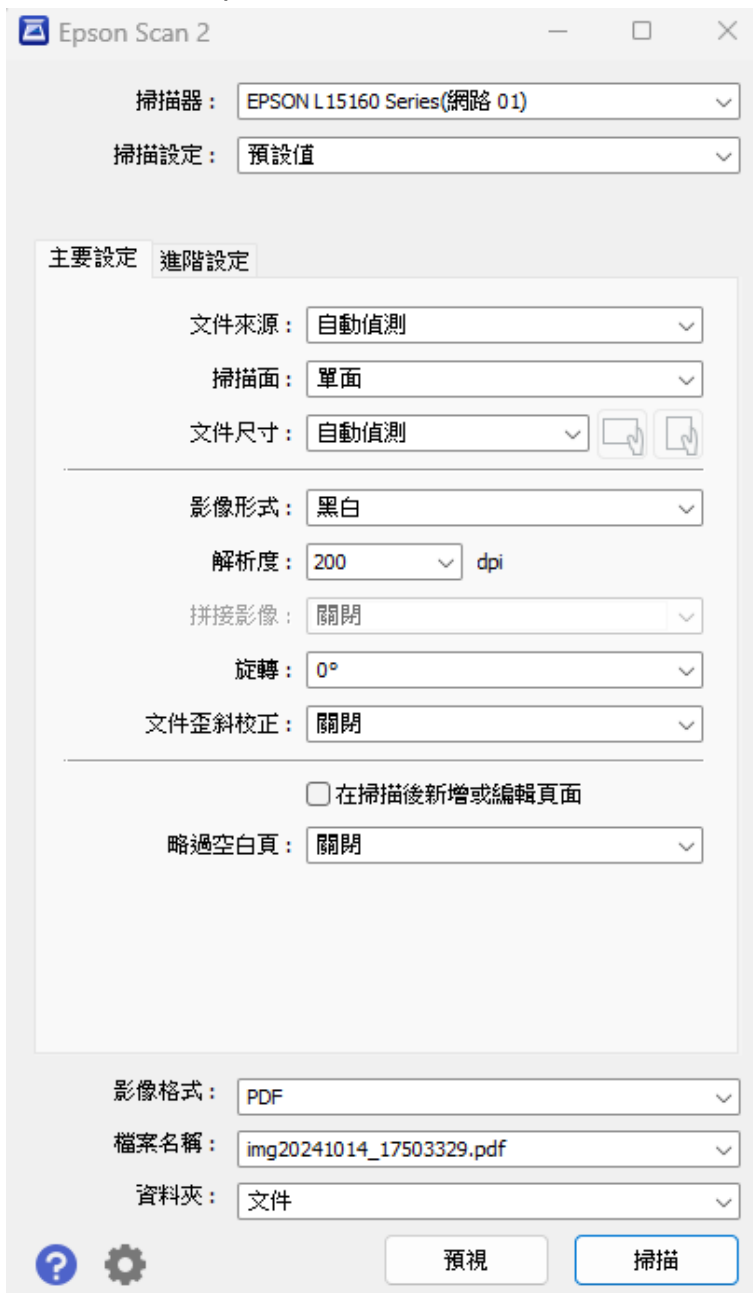 Epson Scan 2
掃描器： EPSON L15160 Series(網路 01)
掃描設定： 預設值
主要設定 進階設定
文件來源： 自動偵測
掃描面： 單面
文件尺寸： 自動偵測
影像形式： 黑白
解析度： 200 dpi
拼接影像： 關閉
旋轉： 0°
文件歪斜校正： 關閉
在掃描後新增或編輯頁面
略過空白頁： 關閉
影像格式： PDF
檔案名稱： img20241014_17503329.pdf
資料夾： 文件
? 預視 掃描